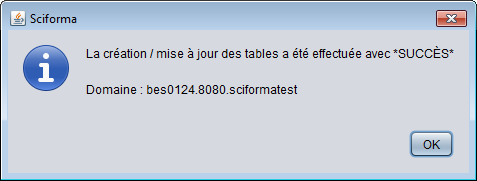 Sciforma
La création / mise à jour des tables a été effectuée avec *SUCCÈS*
Domaine : bes0124.8080.sciformatest
OK